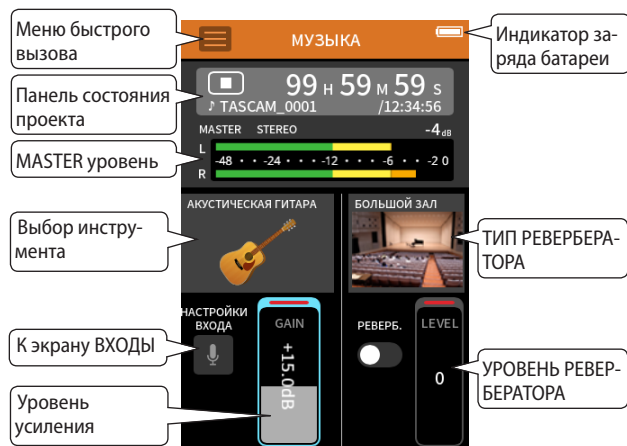 Меню быстрого
вызова
МУЗЫКА
Индикатор за-
ряда батареи
Панель состояния
проекта
99 H 59 M 59 S
♪ TASCAM_0001 /12:34:56
MASTER STEREO -4 dB
MASTER уровень
L
-48 · · -24 · · · -12 · · · -6 · · -2 0
R
АКУСТИЧЕСКАЯ ГИТАРА
БОЛЬШОЙ ЗАЛ
Выбор инстру-
мента
ТИП РЕВЕРБЕРА-
ТОРА
НАСТРОЙКИ
ВХОДА
GAIN
РЕВЕРБ.
LEVEL
К экрану ВХОДЫ
+15.0dB
0
УРОВЕНЬ РЕВЕР-
БЕРАТОРА
Уровень
усиления